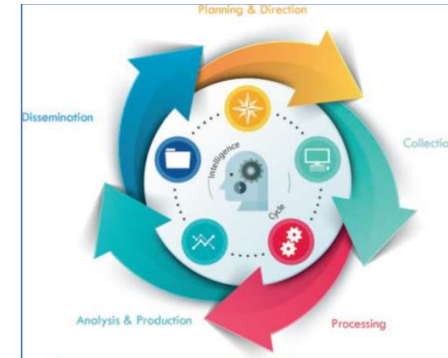 Planning & Direction
Dissemination
Collectio
Intelligence
Cycle
Analysis & Production
Processing